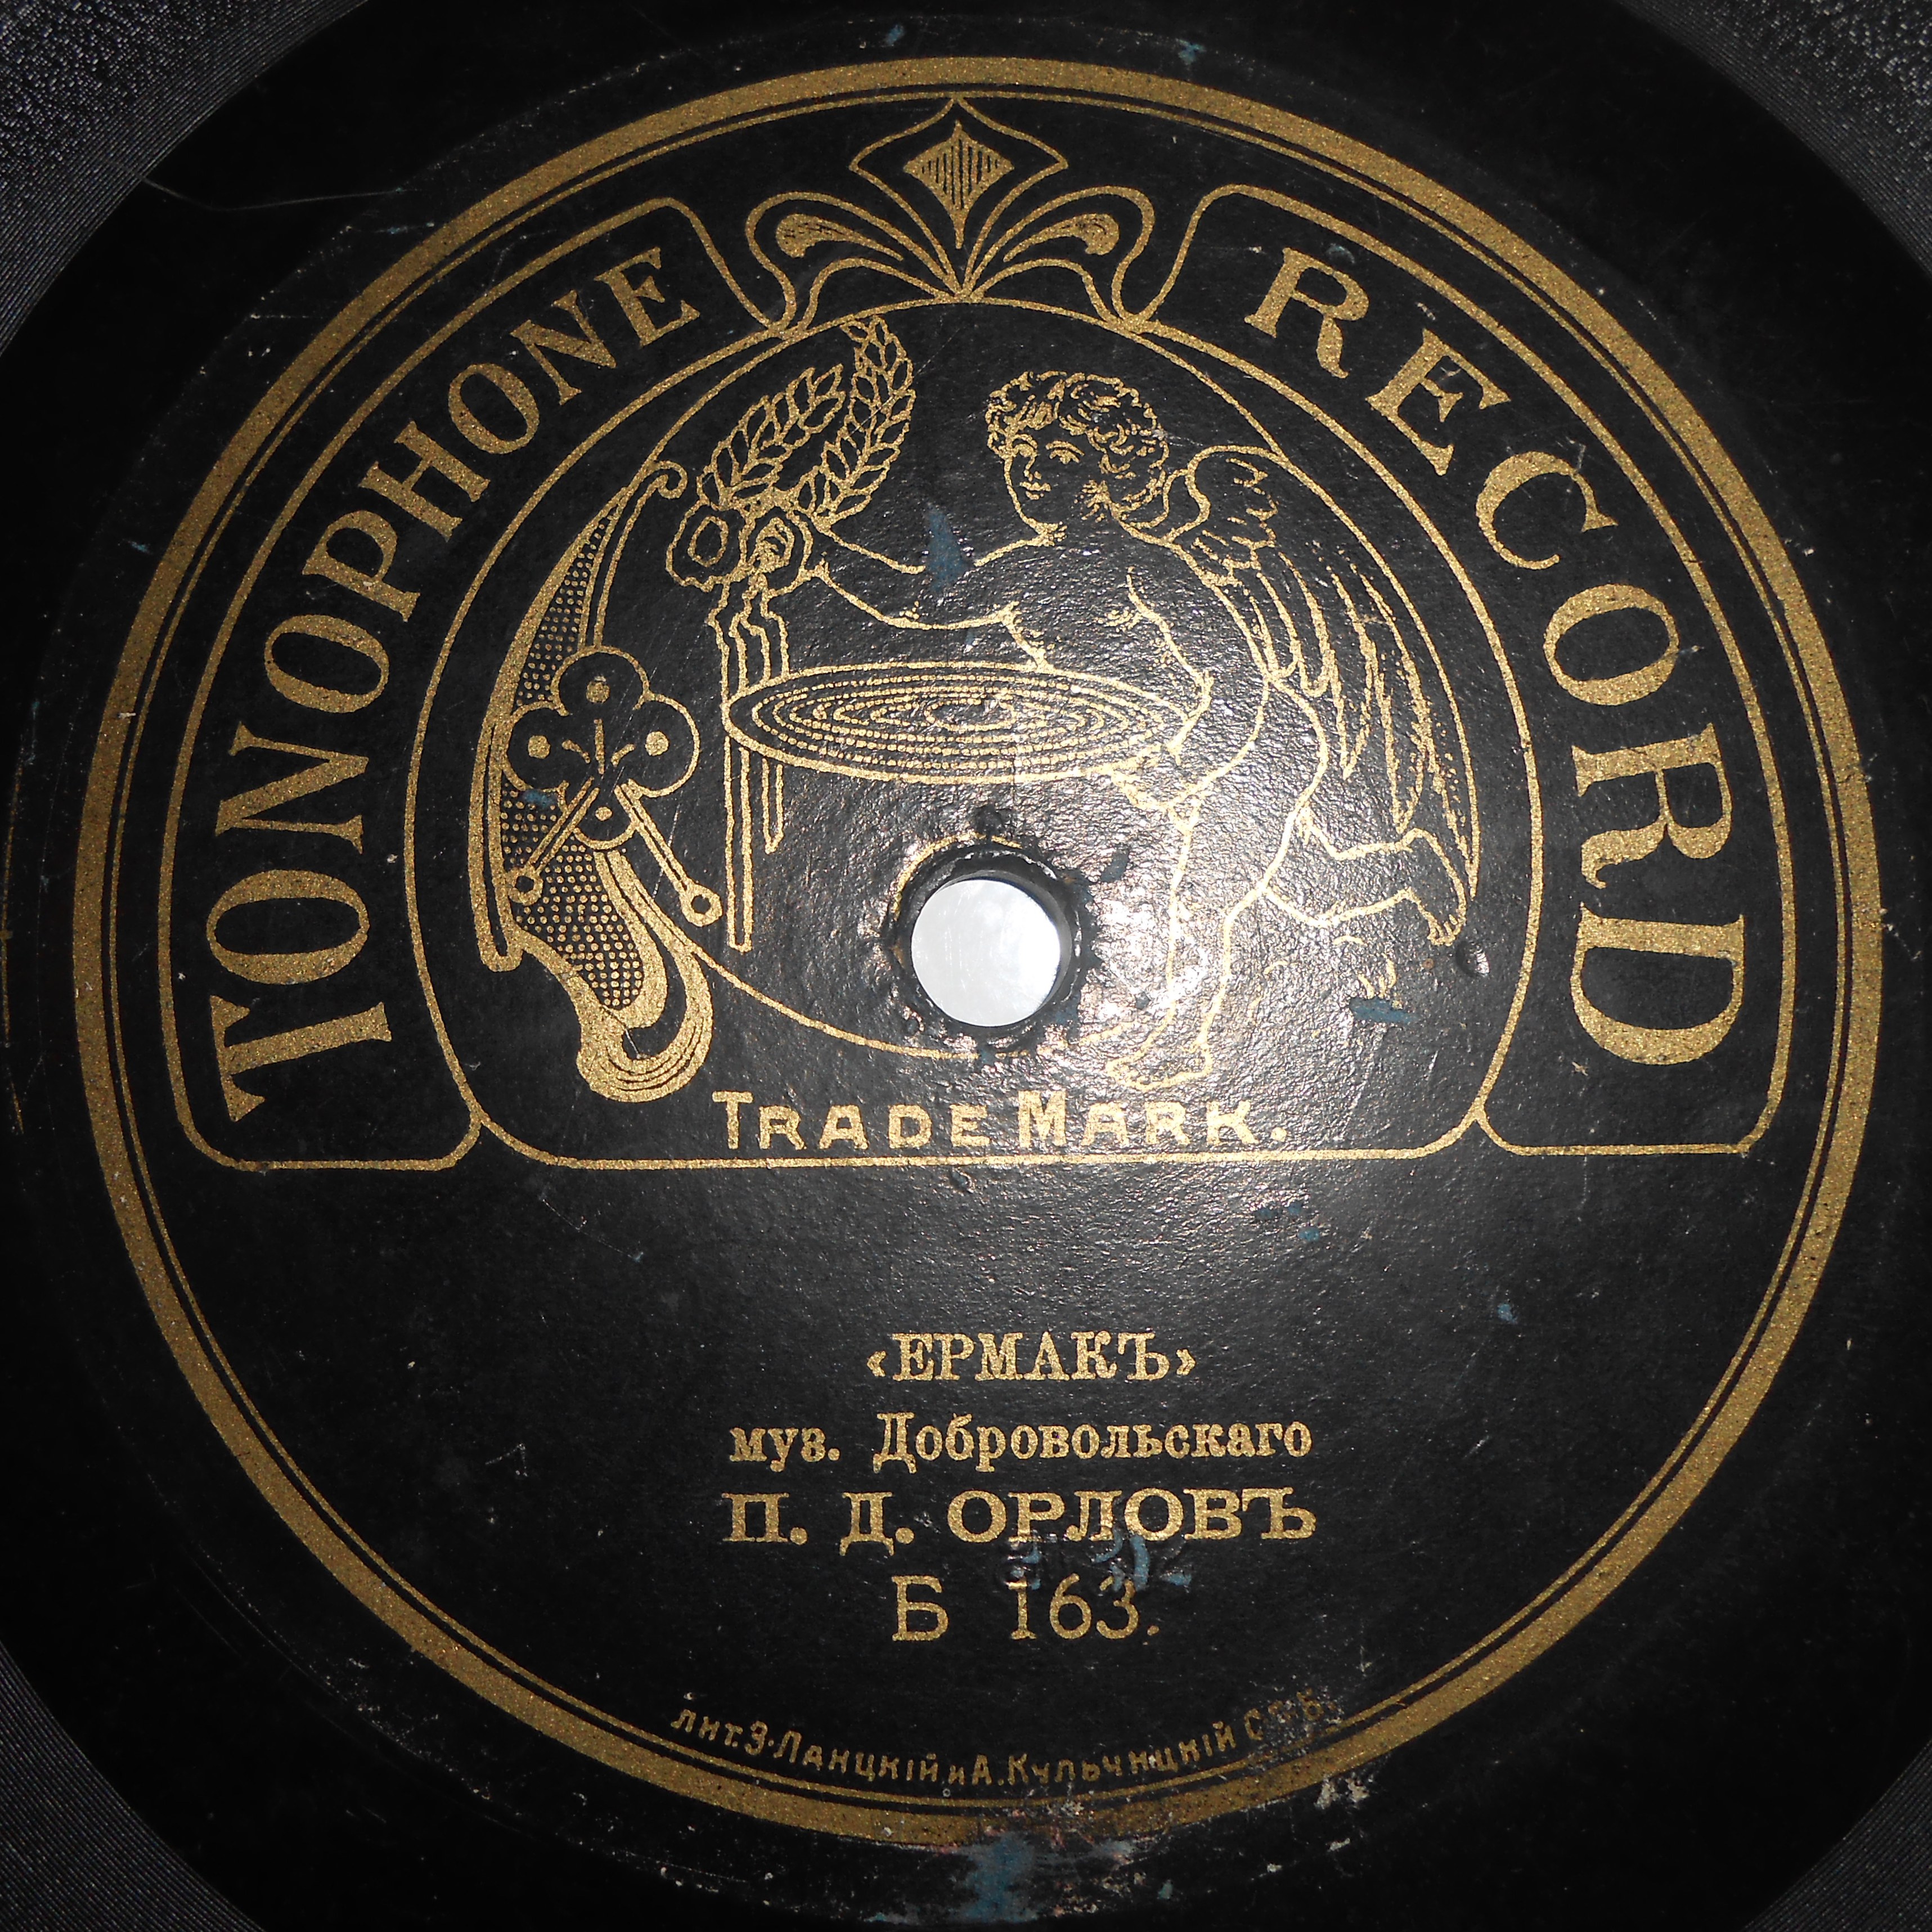 TONOPHONE RECORD
TRADE MARK.
«ЕРМАКЪ»
муз. Добровольскаго
П. Д. ОРЛОВЪ
Б 163.
лит. З. Ланцкій и А. Кульчицкій С.П.Б.